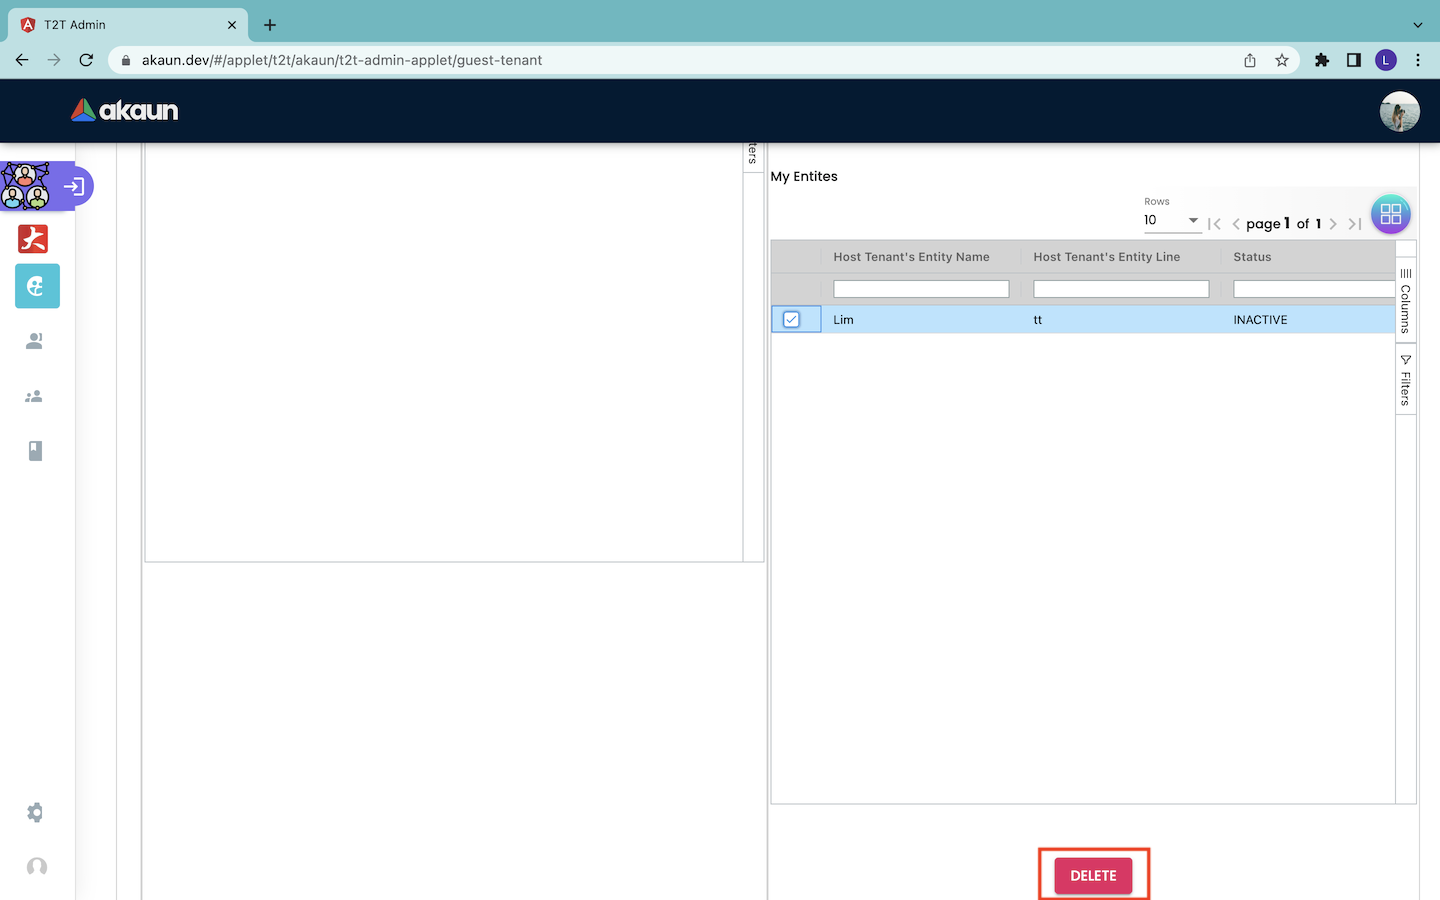 T2T Admin
akaun.dev/#/applet/t2t/akaun/t2t-admin-applet/guest-tenant
L
akaun
ters
My Entites
Rows
10
page 1 of 1
Host Tenant's Entity Name
Host Tenant's Entity Line
Status
Lim
tt
INACTIVE
Columns
Filters
DELETE